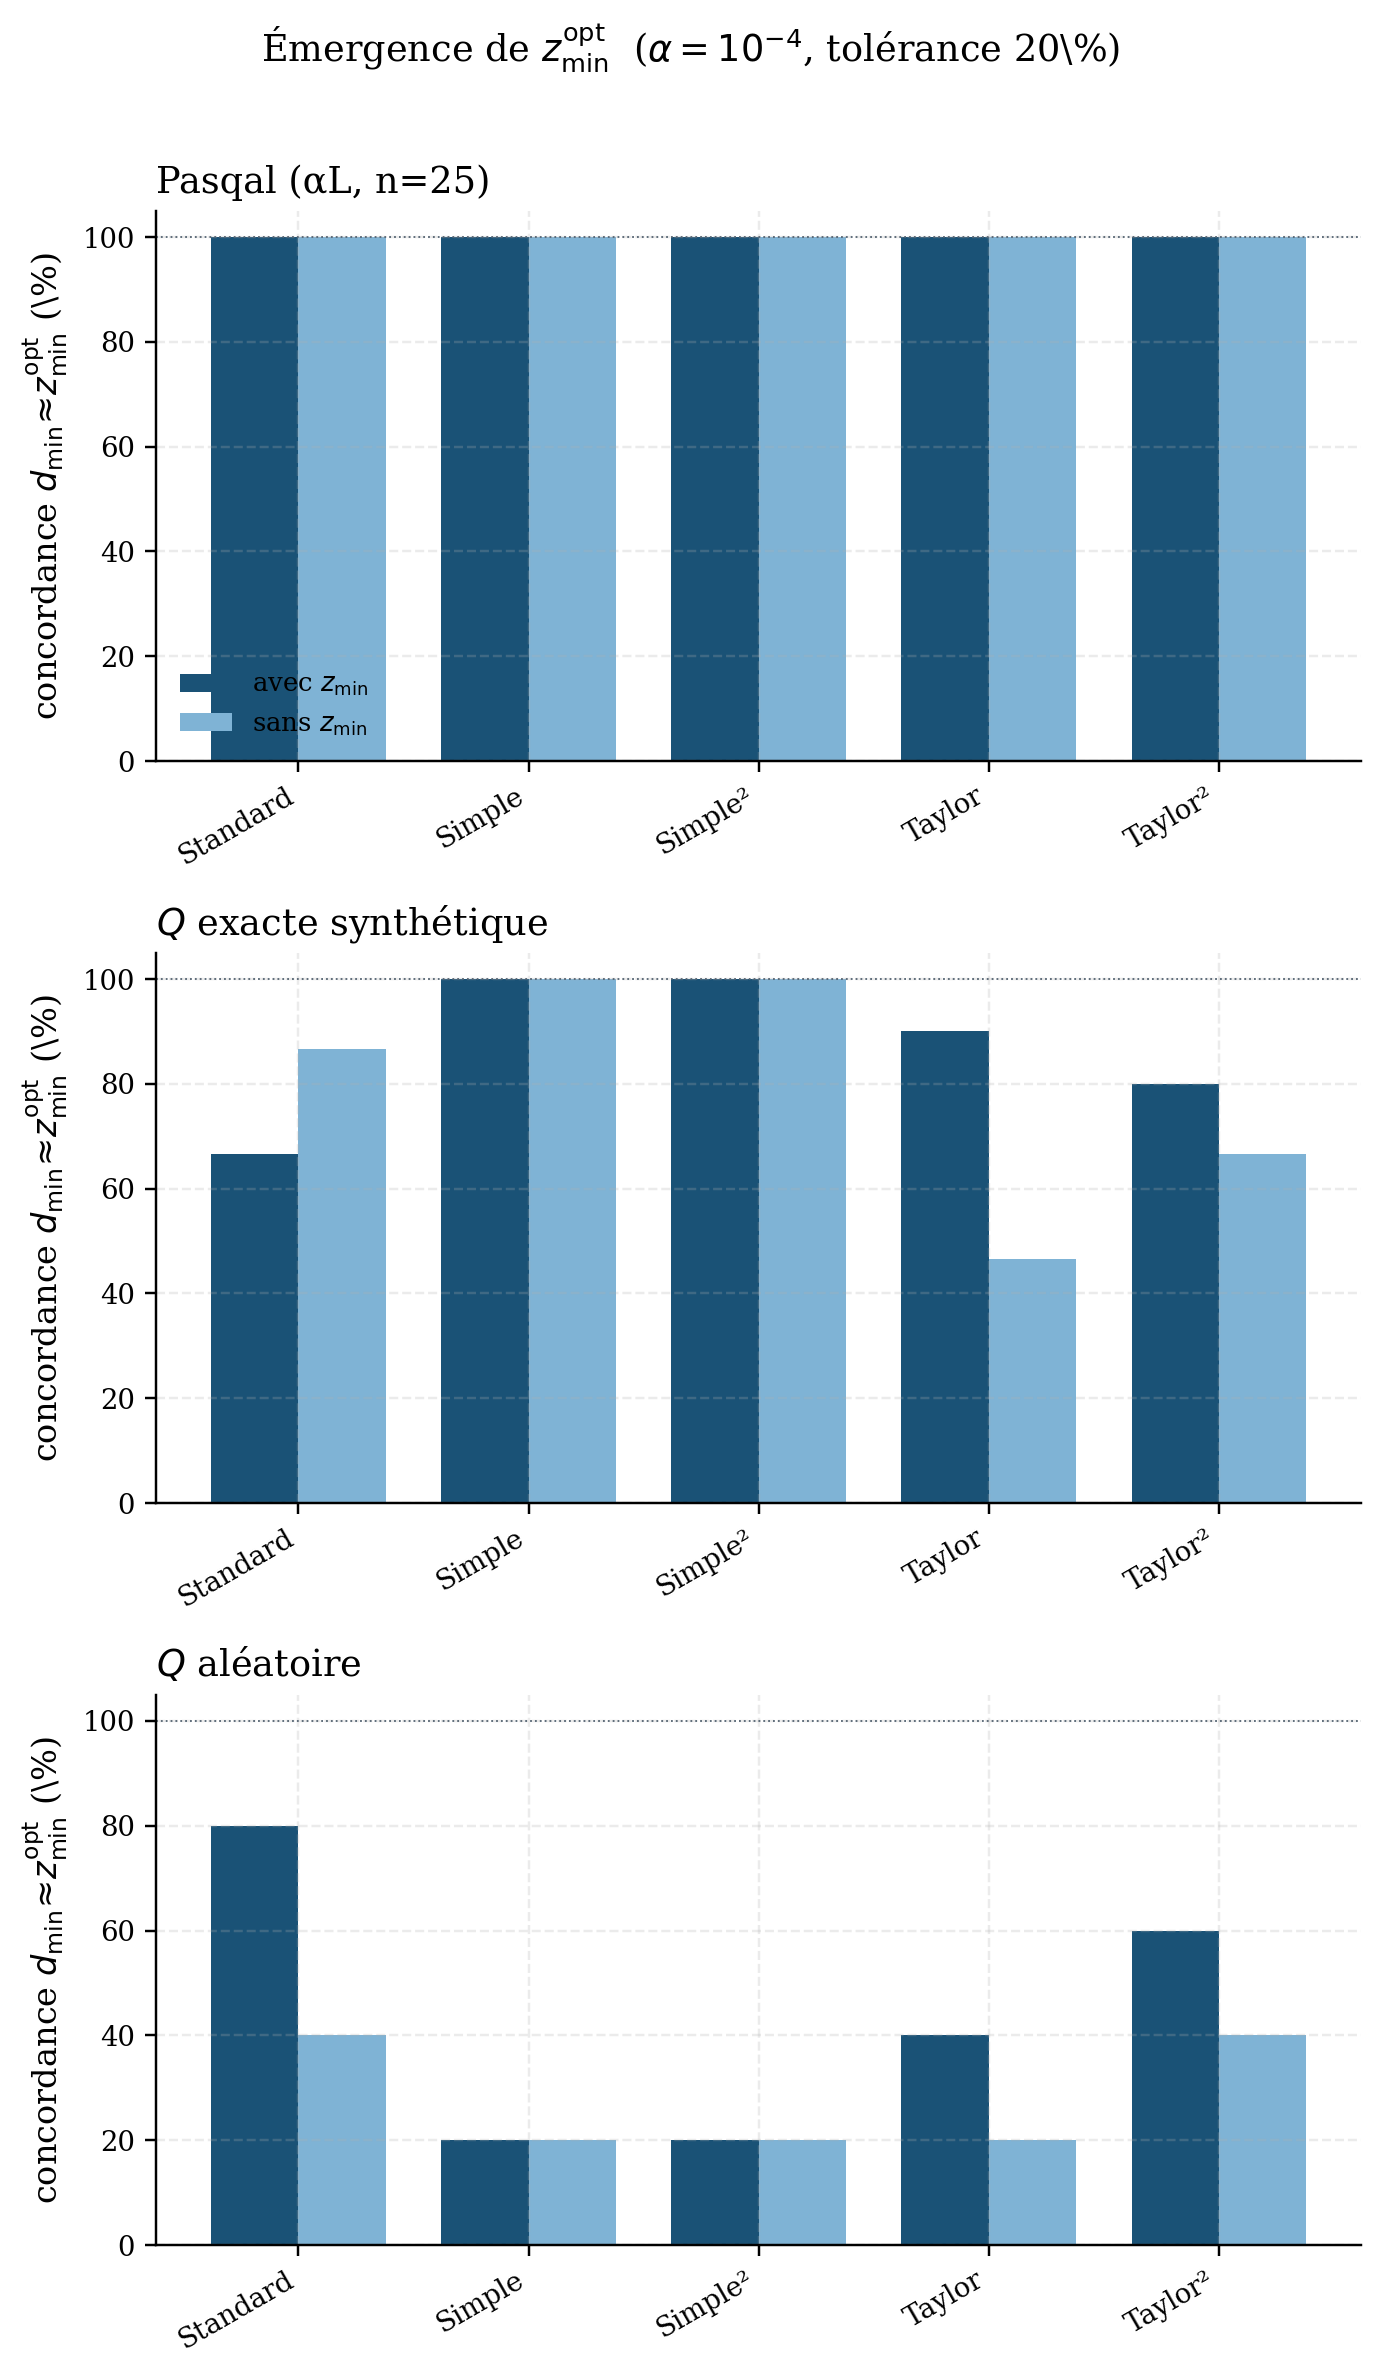 Émergence de z_min^opt (α = 10⁻⁴, tolérance 20\%)
Pasqal (αL, n=25)
concordance d_min≈z_min^opt (\%)
100
80
60
40
20
0
avec z_min
sans z_min
Standard
Simple
Simple²
Taylor
Taylor²
Q exacte synthétique
concordance d_min≈z_min^opt (\%)
100
80
60
40
20
0
Standard
Simple
Simple²
Taylor
Taylor²
Q aléatoire
concordance d_min≈z_min^opt (\%)
100
80
60
40
20
0
Standard
Simple
Simple²
Taylor
Taylor²